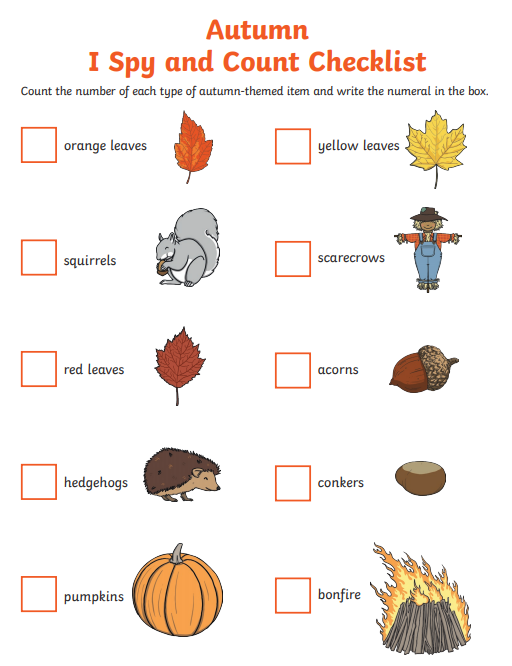 Autumn
I Spy and Count Checklist
Count the number of each type of autumn-themed item and write the numeral in the box.
orange leaves
yellow leaves
squirrels
scarecrows
red leaves
acorns
hedgehogs
conkers
pumpkins
bonfire